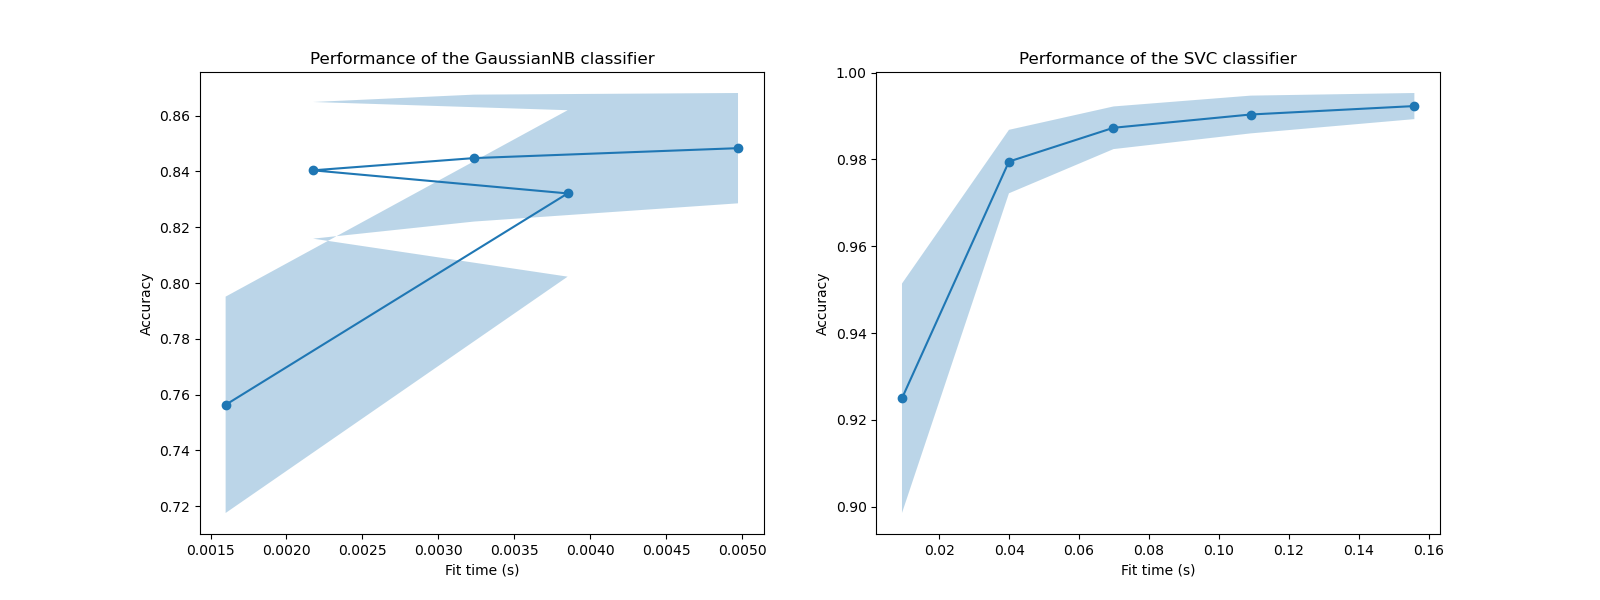 Performance of the GaussianNB classifier
0.86
0.84
0.82
0.80
0.78
0.76
0.74
0.72
Accuracy
0.0015 0.0020 0.0025 0.0030 0.0035 0.0040 0.0045 0.0050
Fit time (s)
Performance of the SVC classifier
1.00
0.98
0.96
0.94
0.92
0.90
Accuracy
0.02 0.04 0.06 0.08 0.10 0.12 0.14 0.16
Fit time (s)